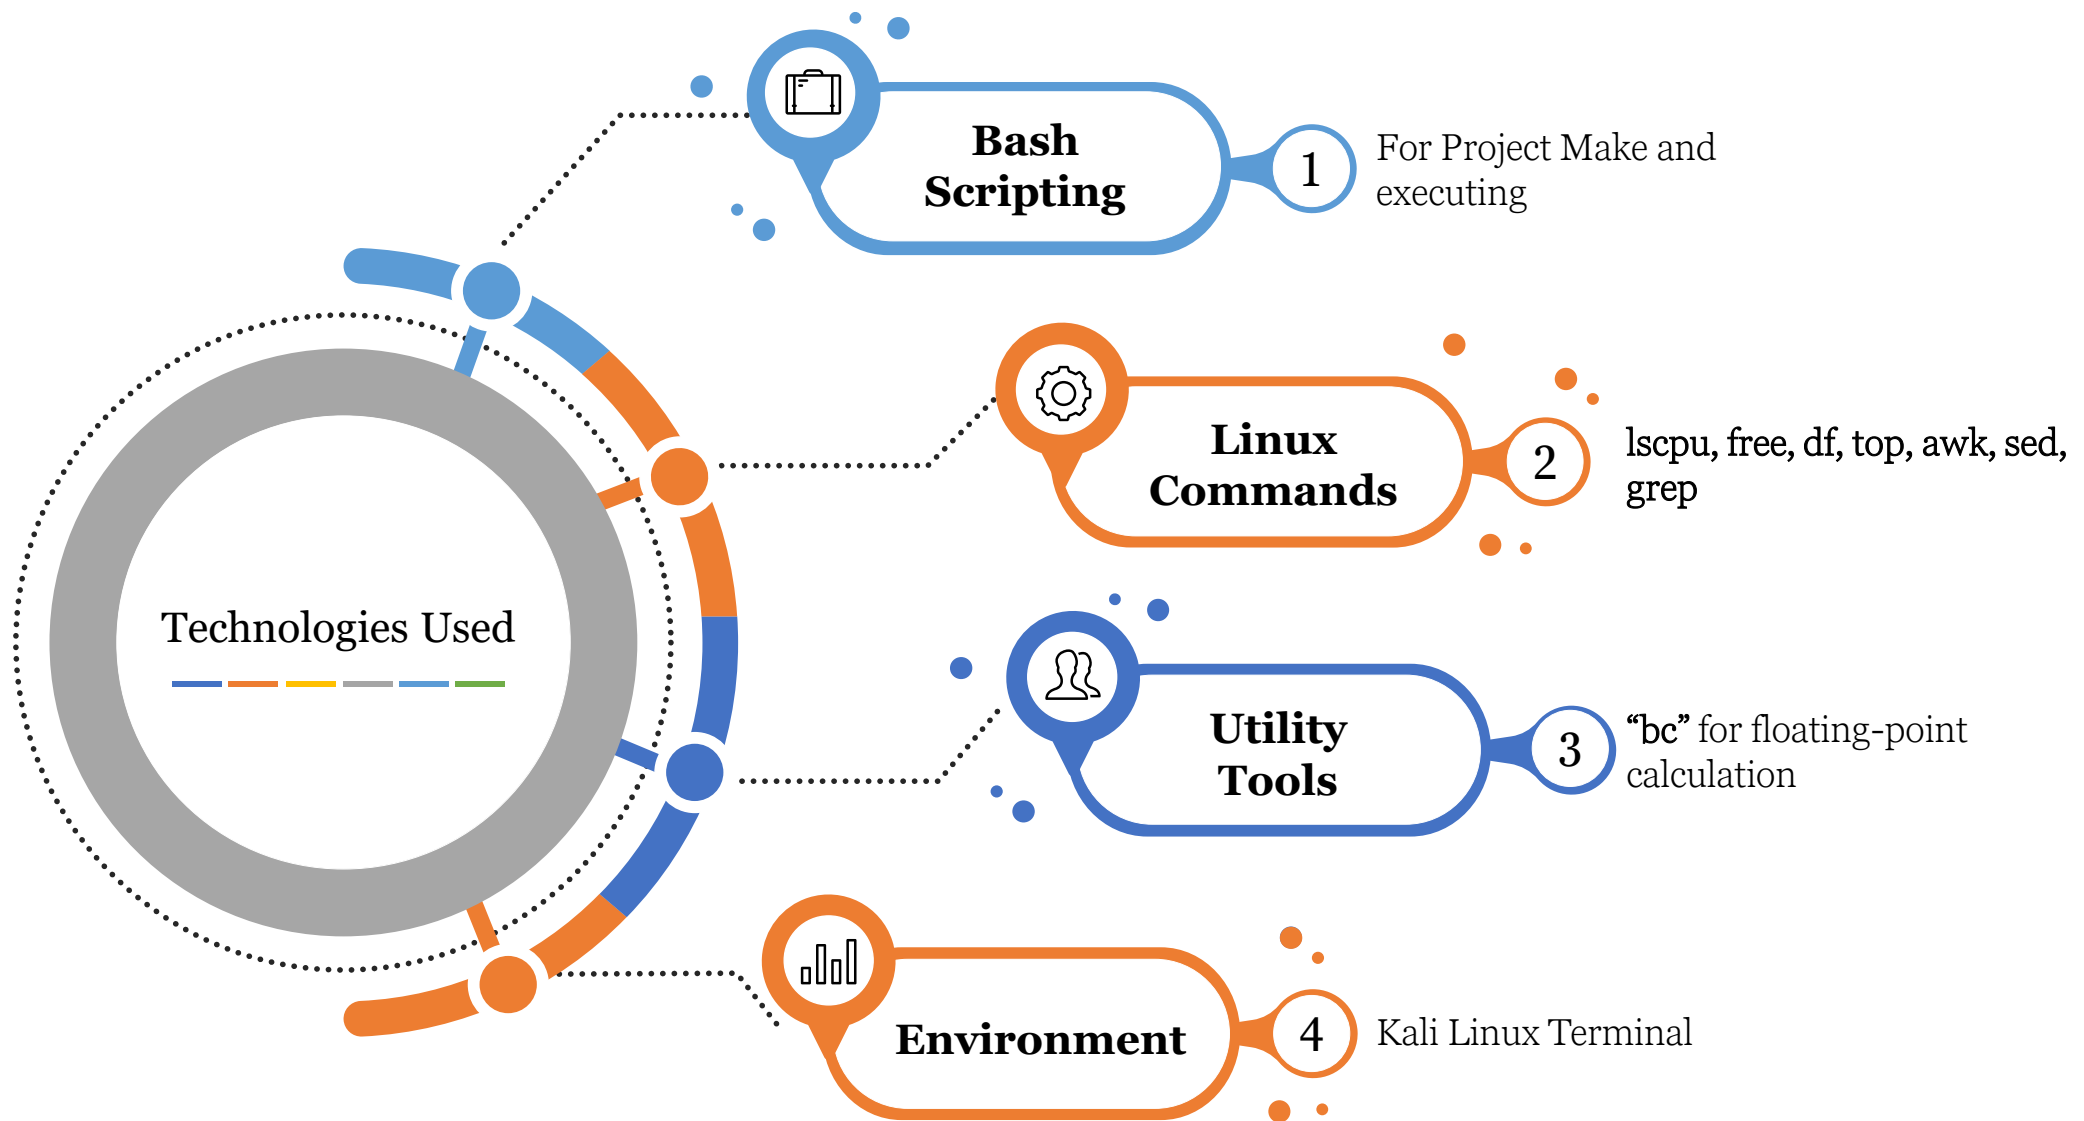 Technologies Used
Bash
Scripting
1
For Project Make and
executing
Linux
Commands
2
lscpu, free, df, top, awk, sed,
grep
Utility
Tools
3
“bc” for floating-point
calculation
Environment
4
Kali Linux Terminal